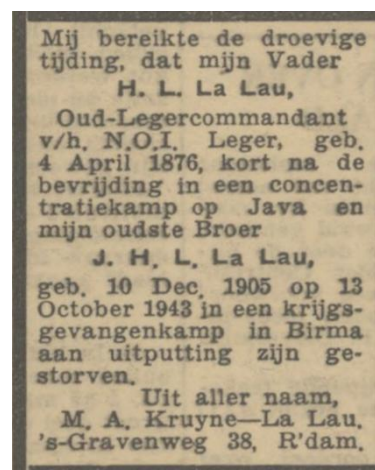 Mij bereikte de droevige
tijding, dat mijn Vader
H. L. La Lau,
Oud-Legercommandant
v/h. N.O.I. Leger, geb.
4 April 1876, kort na de
bevrijding in een concen-
tratiekamp op Java en
mijn oudste Broer
J. H. L. La Lau,
geb. 10 Dec. 1905 op 13
October 1943 in een krijgs-
gevangenkamp in Birma
aan uitputting zijn ge-
storven.
Uit aller naam,
M. A. Kruyne—La Lau.
's-Gravenweg 38, R'dam.